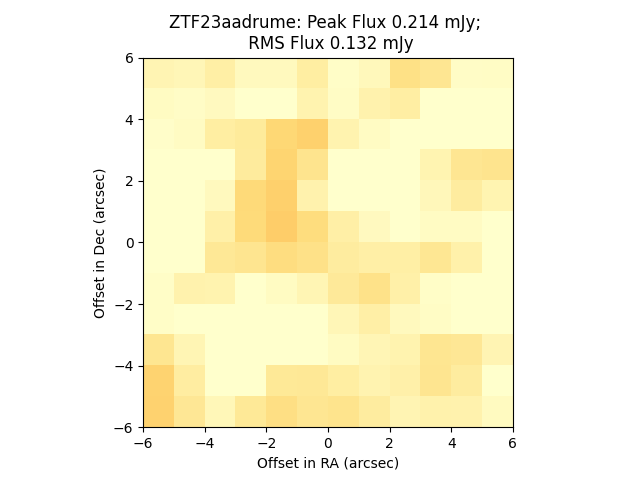 ZTF23aadrume: Peak Flux 0.214 mJy;
RMS Flux 0.132 mJy
6
4
2
0
−2
−4
−6
Offset in Dec (arcsec)
−6 −4 −2 0 2 4 6
Offset in RA (arcsec)